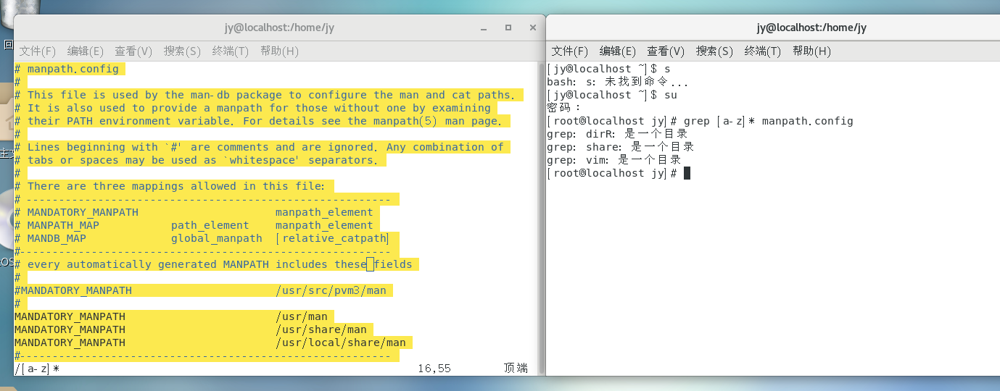 回
主文
tOS
jy@localhost:/home/jy
文件(F) 编辑(E) 查看(V) 搜索(S) 终端(T) 帮助(H)
# manpath.config
#
# This file is used by the man-db package to configure the man and cat paths.
# It is also used to provide a manpath for those without one by examining
# their PATH environment variable. For details see the manpath(5) man page.
#
# Lines beginning with `#' are comments and are ignored. Any combination of
# tabs or spaces may be used as `whitespace' separators.
#
# There are three mappings allowed in this file:
# --------------------------------------------------------
# MANDATORY_MANPATH                     manpath_element
# MANPATH_MAP           path_element    manpath_element
# MANDB_MAP             global_manpath  [relative_catpath]
#---------------------------------------------------------
# every automatically generated MANPATH includes these fields
#
#MANDATORY_MANPATH                      /usr/src/pvm3/man
#
MANDATORY_MANPATH                       /usr/man
MANDATORY_MANPATH                       /usr/share/man
MANDATORY_MANPATH                       /usr/local/share/man
#---------------------------------------------------------
/[a-z]*                                 16,55        顶端
jy@localhost:/home/jy
文件(F) 编辑(E) 查看(V) 搜索(S) 终端(T) 帮助(H)
[jy@localhost ~]$ s
bash: s: 未找到命令...
[jy@localhost ~]$ su
密码：
[root@localhost jy]# grep [a-z]* manpath.config
grep: dirR: 是一个目录
grep: share: 是一个目录
grep: vim: 是一个目录
[root@localhost jy]#